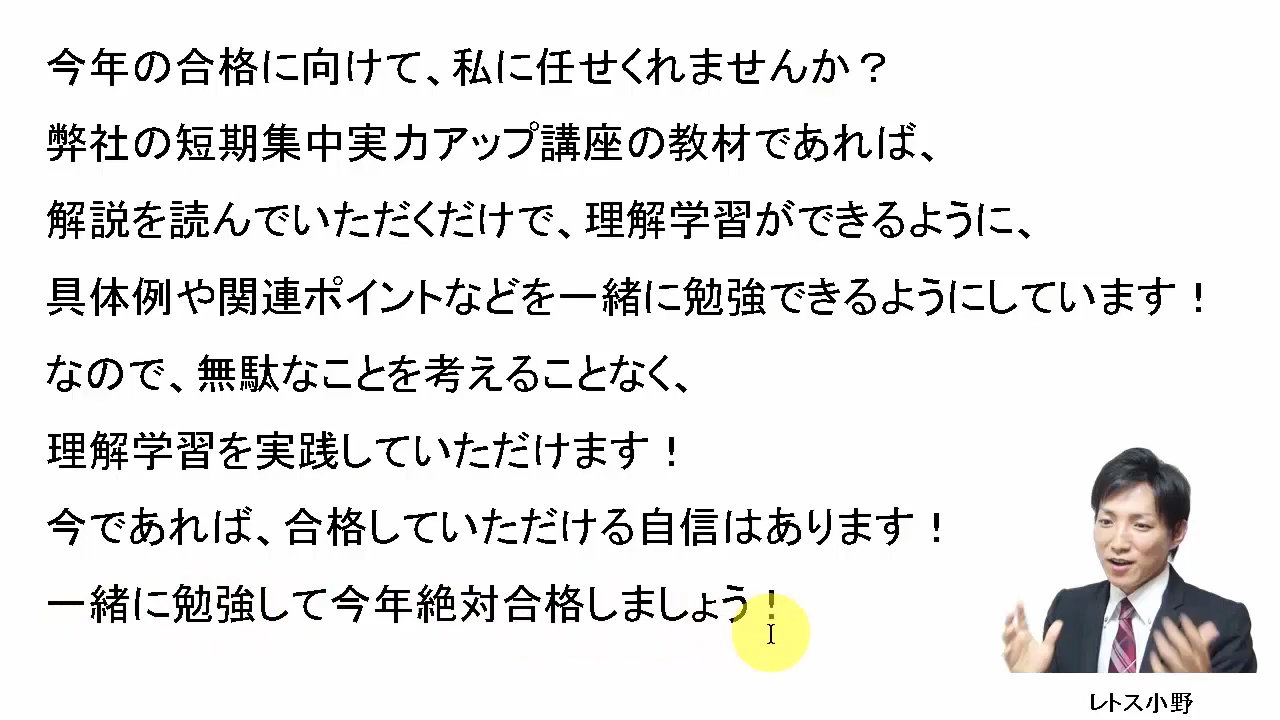 今年の合格に向けて、私に任せくれませんか？
弊社の短期集中実力アップ講座の教材であれば、
解説を読んでいただくだけで、理解学習ができるように、
具体例や関連ポイントなどを一緒に勉強できるようにしています！
なので、無駄なことを考えることなく、
理解学習を実践していただけます！
今であれば、合格していただける自信はあります！
一緒に勉強して今年絶対合格しましょう！
レトス小野